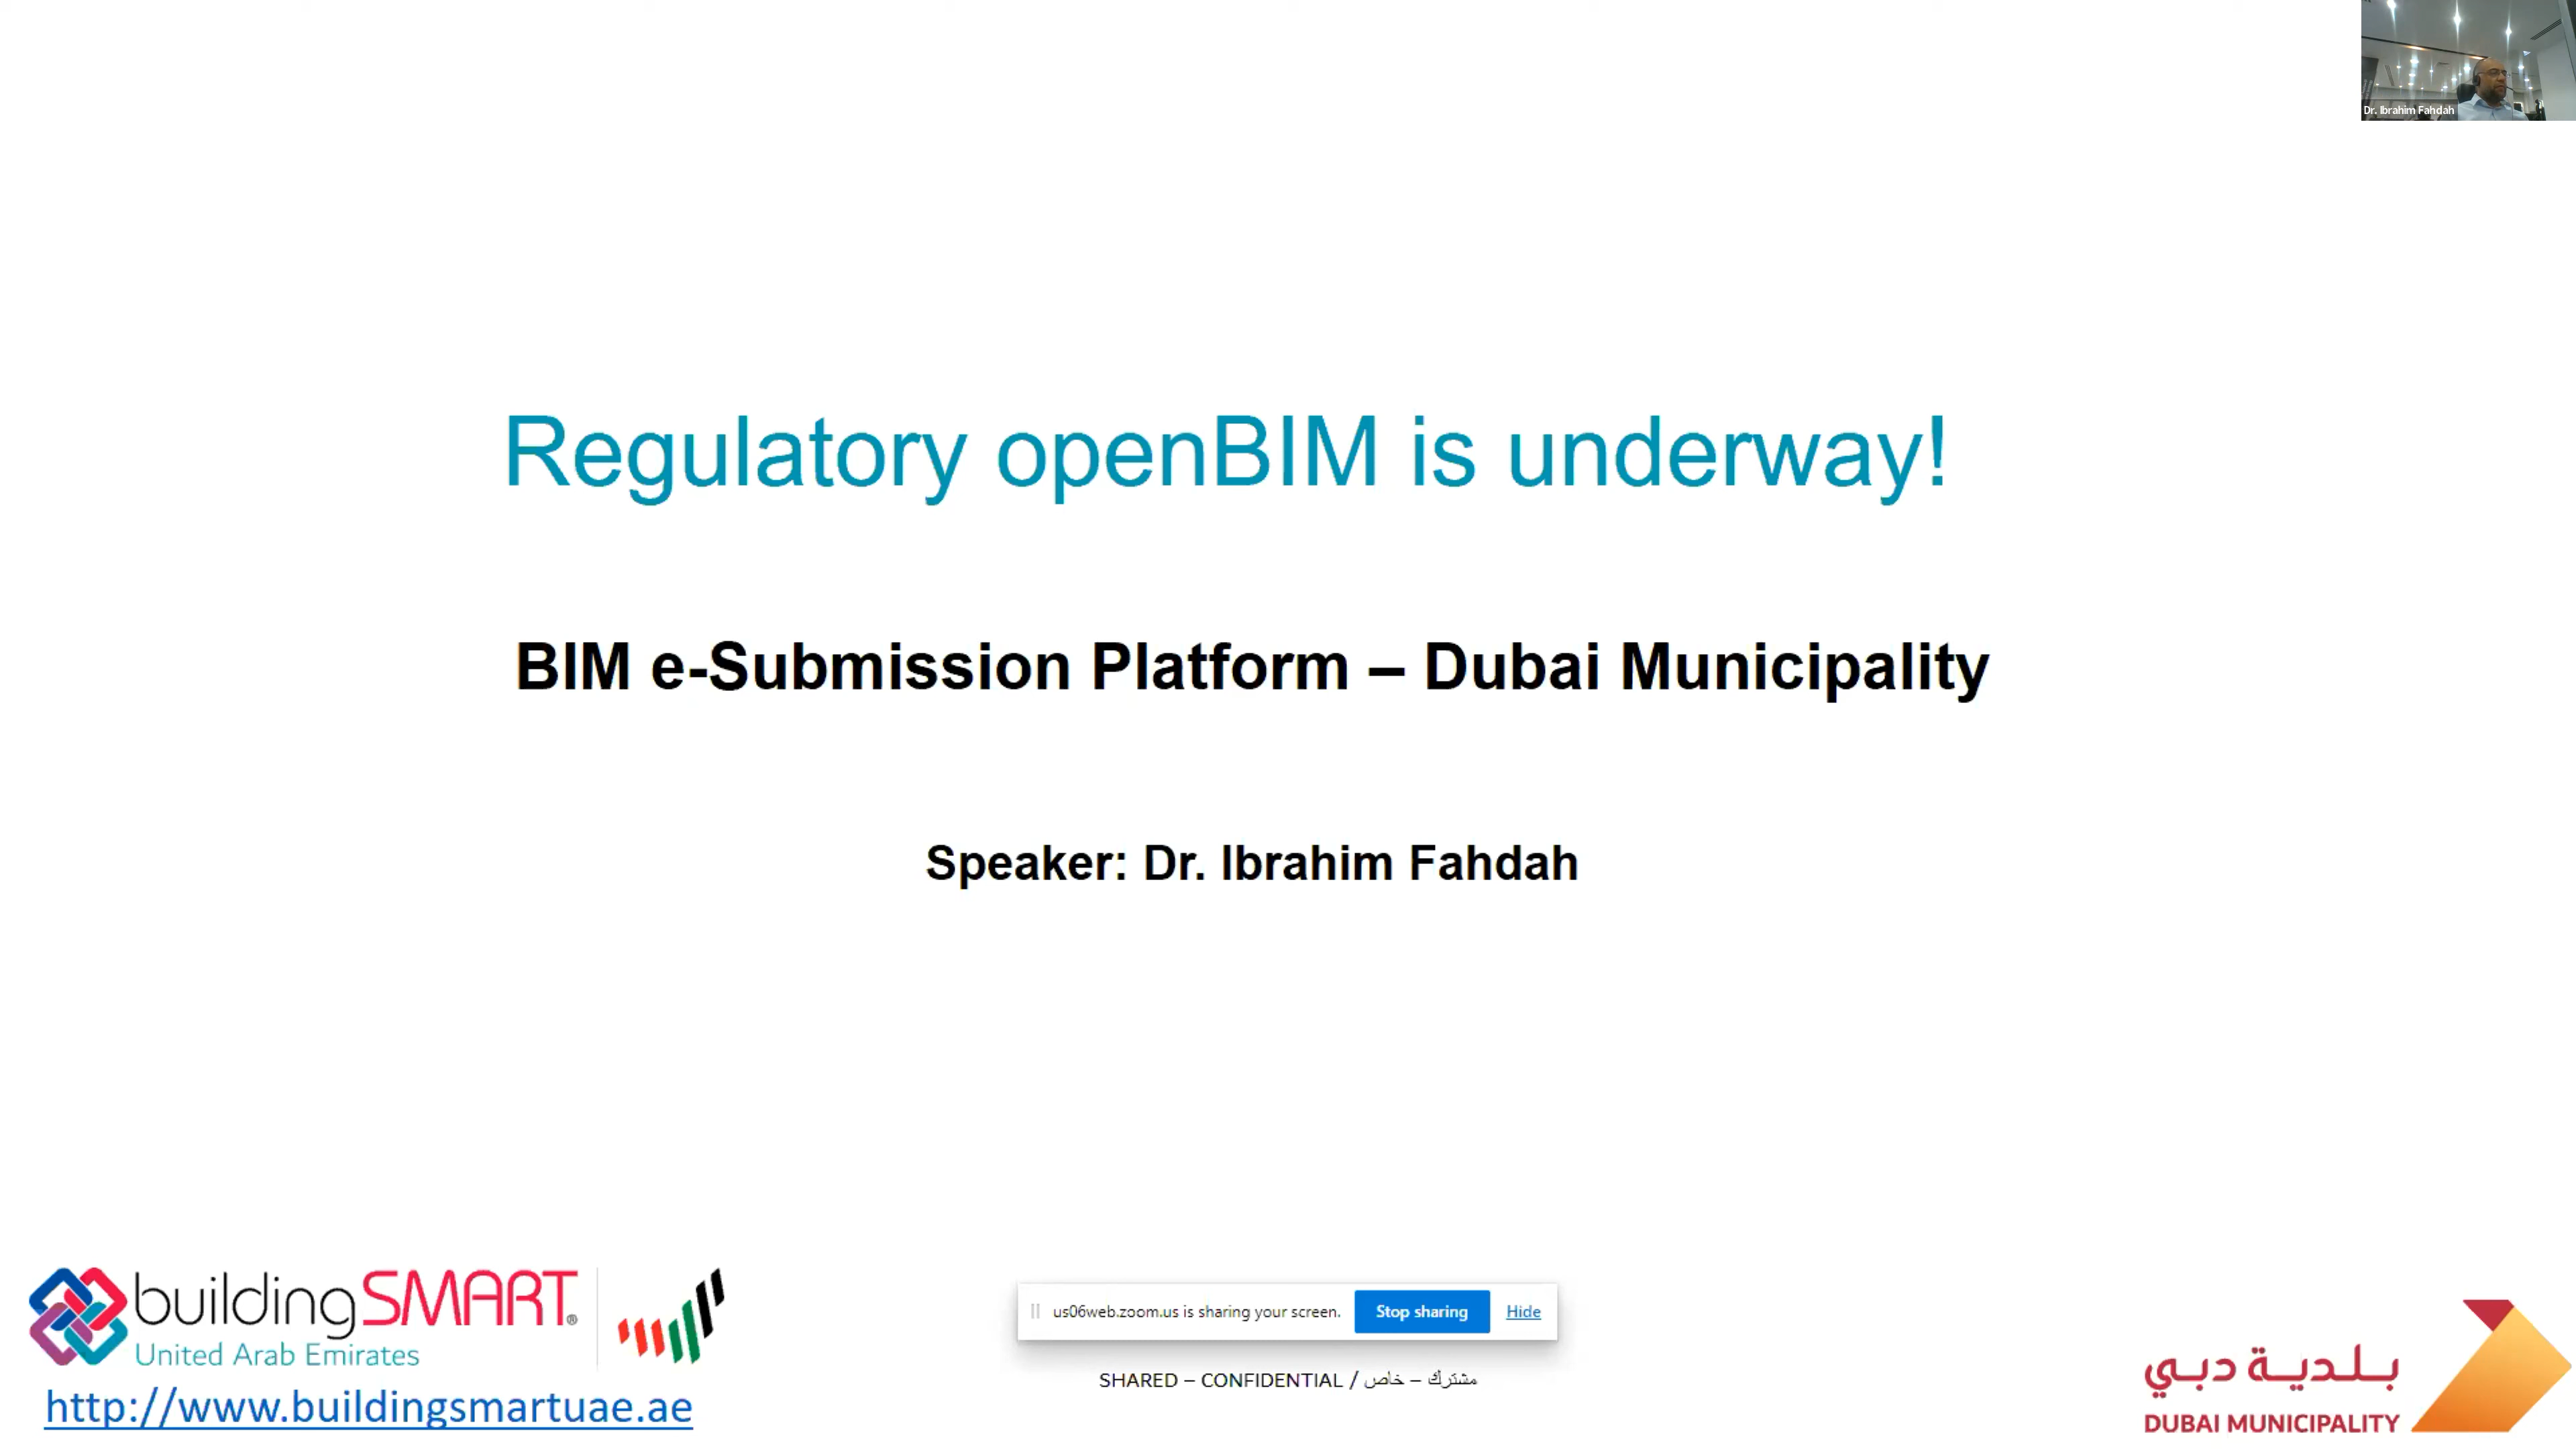 Dr. Ibrahim Fahdah
Regulatory openBIM is underway!
BIM e-Submission Platform – Dubai Municipality
Speaker: Dr. Ibrahim Fahdah
buildingSMART®
United Arab Emirates
http://www.buildingsmartuae.ae
us06web.zoom.us is sharing your screen. Stop sharing Hide
SHARED – CONFIDENTIAL / مشترك – خاص
بلدية دبي
DUBAI MUNICIPALITY